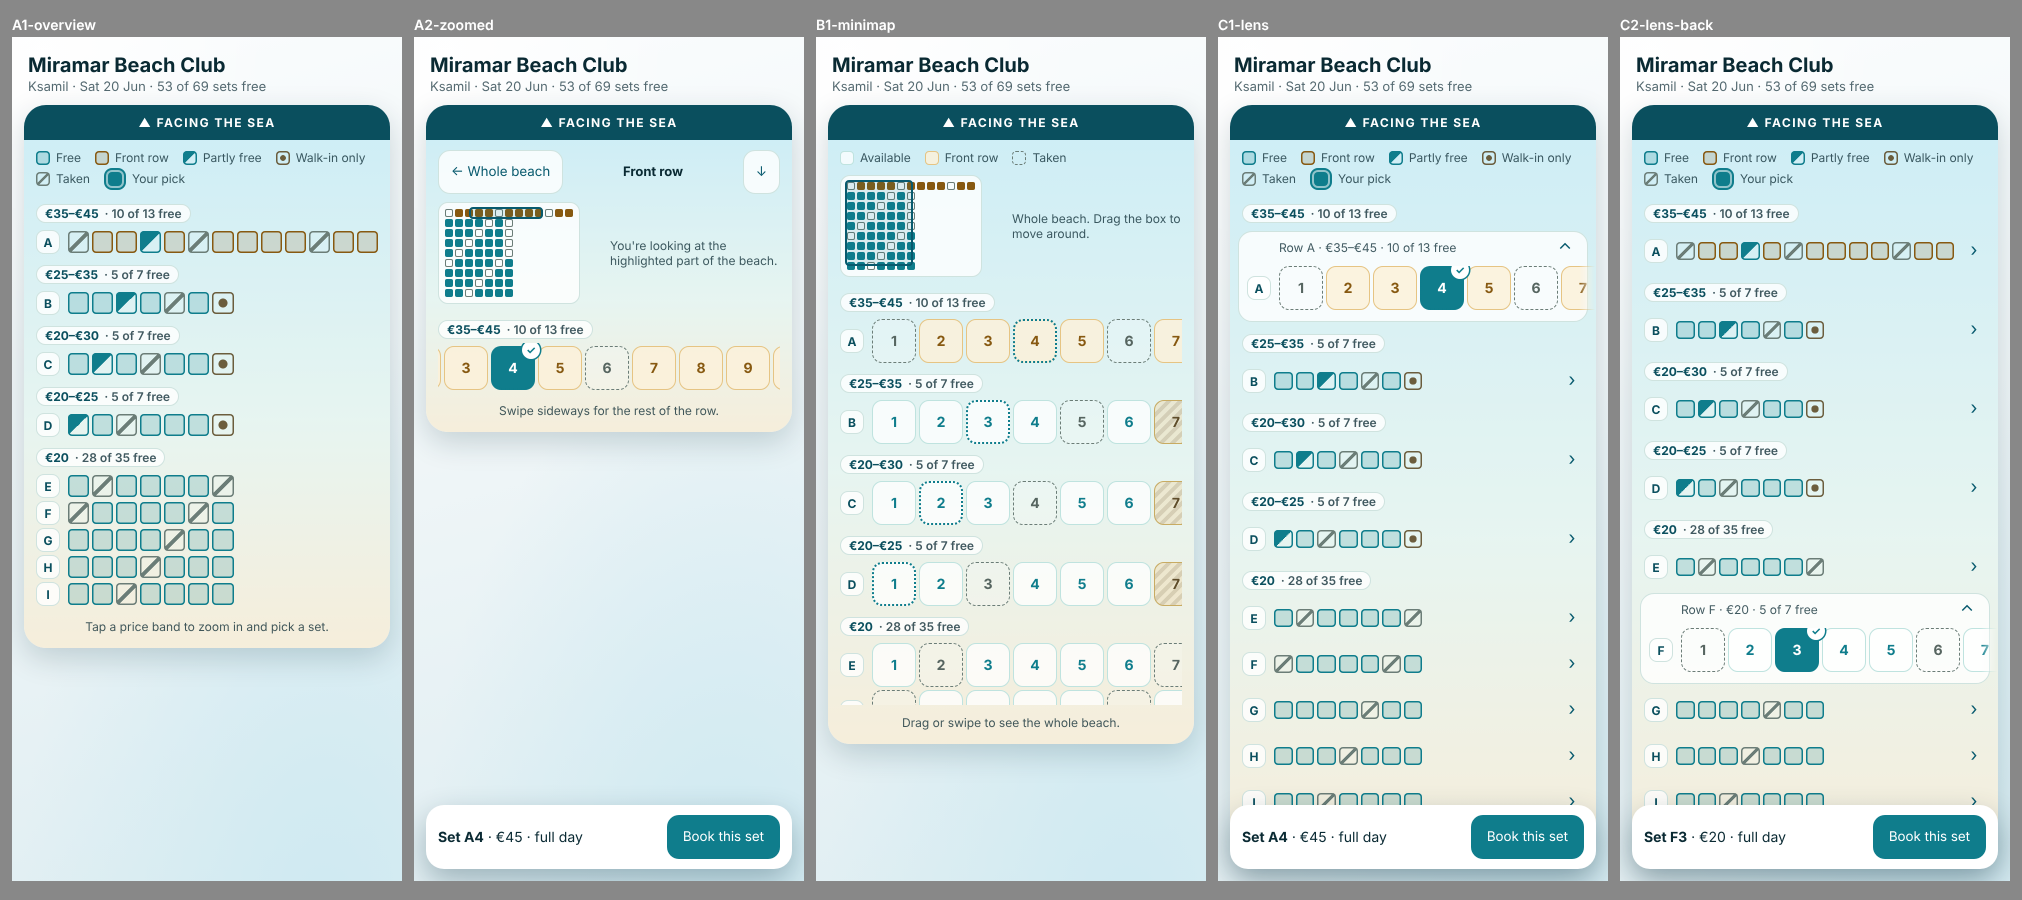 A1-overview
Miramar Beach Club
Ksamil · Sat 20 Jun · 53 of 69 sets free
▲ FACING THE SEA
Free Front row Partly free Walk-in only
Taken Your pick
€35–€45 · 10 of 13 free
A
€25–€35 · 5 of 7 free
B
€20–€30 · 5 of 7 free
C
€20–€25 · 5 of 7 free
D
€20 · 28 of 35 free
E
F
G
H
I
Tap a price band to zoom in and pick a set.
A2-zoomed
Miramar Beach Club
Ksamil · Sat 20 Jun · 53 of 69 sets free
▲ FACING THE SEA
← Whole beach Front row ↓
You're looking at the
highlighted part of the beach.
€35–€45 · 10 of 13 free
3 4 5 6 7 8 9
Swipe sideways for the rest of the row.
Set A4 · €45 · full day Book this set
B1-minimap
Miramar Beach Club
Ksamil · Sat 20 Jun · 53 of 69 sets free
▲ FACING THE SEA
Available Front row Taken
Whole beach. Drag the box to
move around.
€35–€45 · 10 of 13 free
A 1 2 3 4 5 6 7
€25–€35 · 5 of 7 free
B 1 2 3 4 5 6 7
€20–€30 · 5 of 7 free
C 1 2 3 4 5 6 7
€20–€25 · 5 of 7 free
D 1 2 3 4 5 6 7
€20 · 28 of 35 free
E 1 2 3 4 5 6 7
Drag or swipe to see the whole beach.
C1-lens
Miramar Beach Club
Ksamil · Sat 20 Jun · 53 of 69 sets free
▲ FACING THE SEA
Free Front row Partly free Walk-in only
Taken Your pick
€35–€45 · 10 of 13 free
Row A · €35–€45 · 10 of 13 free
A 1 2 3 4 5 6 7
€25–€35 · 5 of 7 free
B
€20–€30 · 5 of 7 free
C
€20–€25 · 5 of 7 free
D
€20 · 28 of 35 free
E
F
G
H
I
Set A4 · €45 · full day Book this set
C2-lens-back
Miramar Beach Club
Ksamil · Sat 20 Jun · 53 of 69 sets free
▲ FACING THE SEA
Free Front row Partly free Walk-in only
Taken Your pick
€35–€45 · 10 of 13 free
A
€25–€35 · 5 of 7 free
B
€20–€30 · 5 of 7 free
C
€20–€25 · 5 of 7 free
D
€20 · 28 of 35 free
E
Row F · €20 · 5 of 7 free
F 1 2 3 4 5 6 7
G
H
I
Set F3 · €20 · full day Book this set